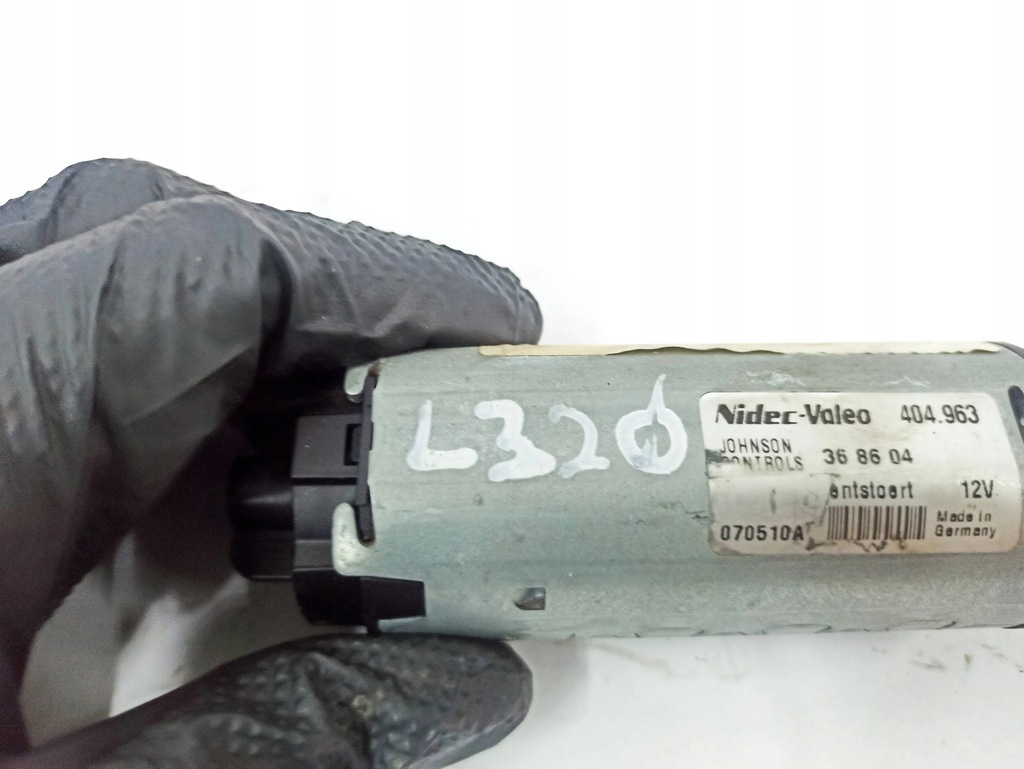 L320
Nidec-Valeo 404.963
JOHNSON
CONTROLS 36 86 04
entstoert 12V
070510A
Made in
Germany